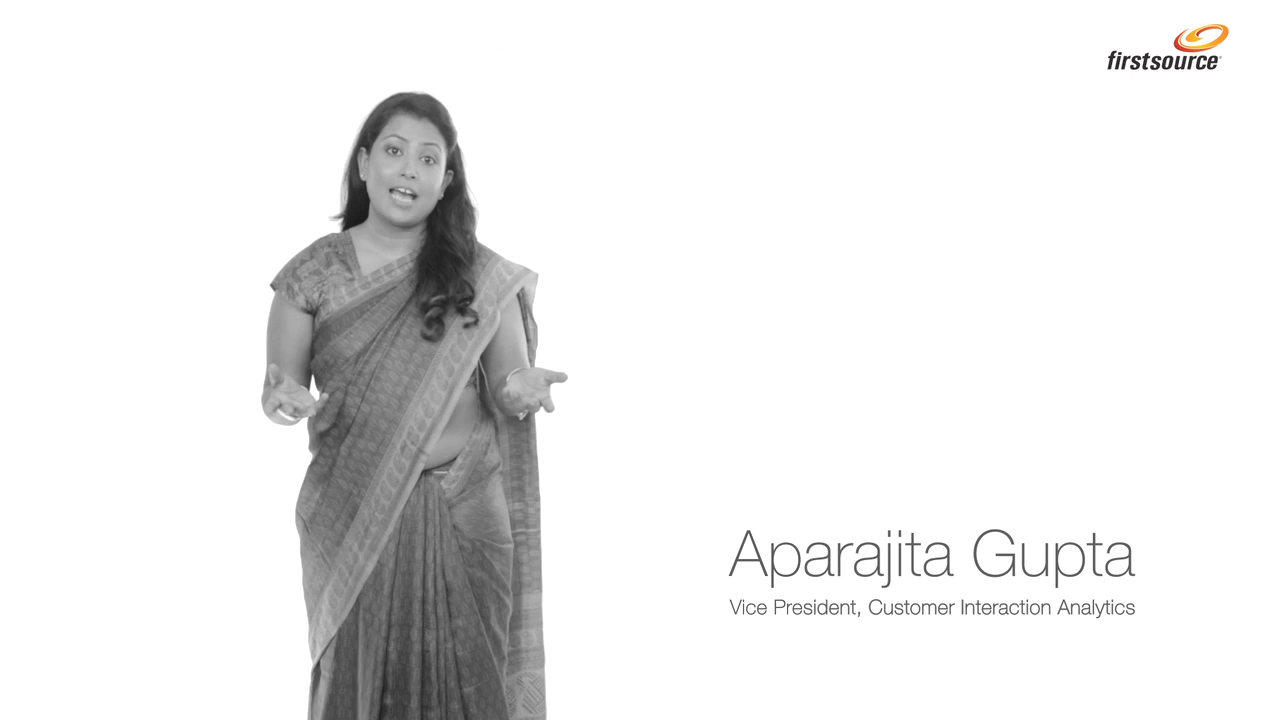 firstsource
Aparajita Gupta
Vice President, Customer Interaction Analytics